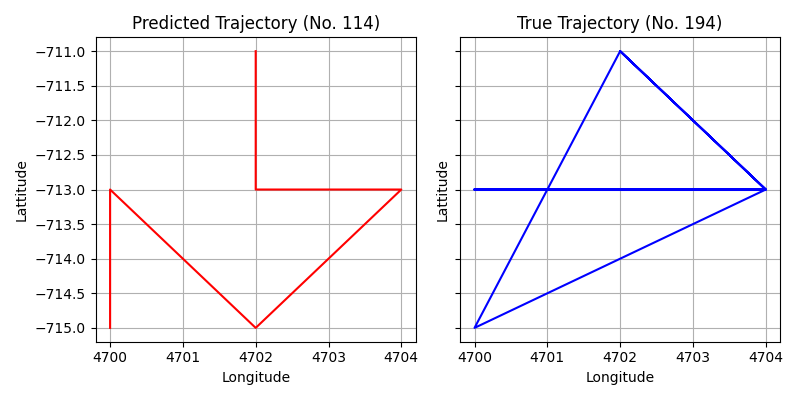 Predicted Trajectory (No. 114)
−711.0
−711.5
−712.0
−712.5
−713.0
−713.5
−714.0
−714.5
−715.0
Lattitude
4700 4701 4702 4703 4704
Longitude
True Trajectory (No. 194)
Lattitude
4700 4701 4702 4703 4704
Longitude